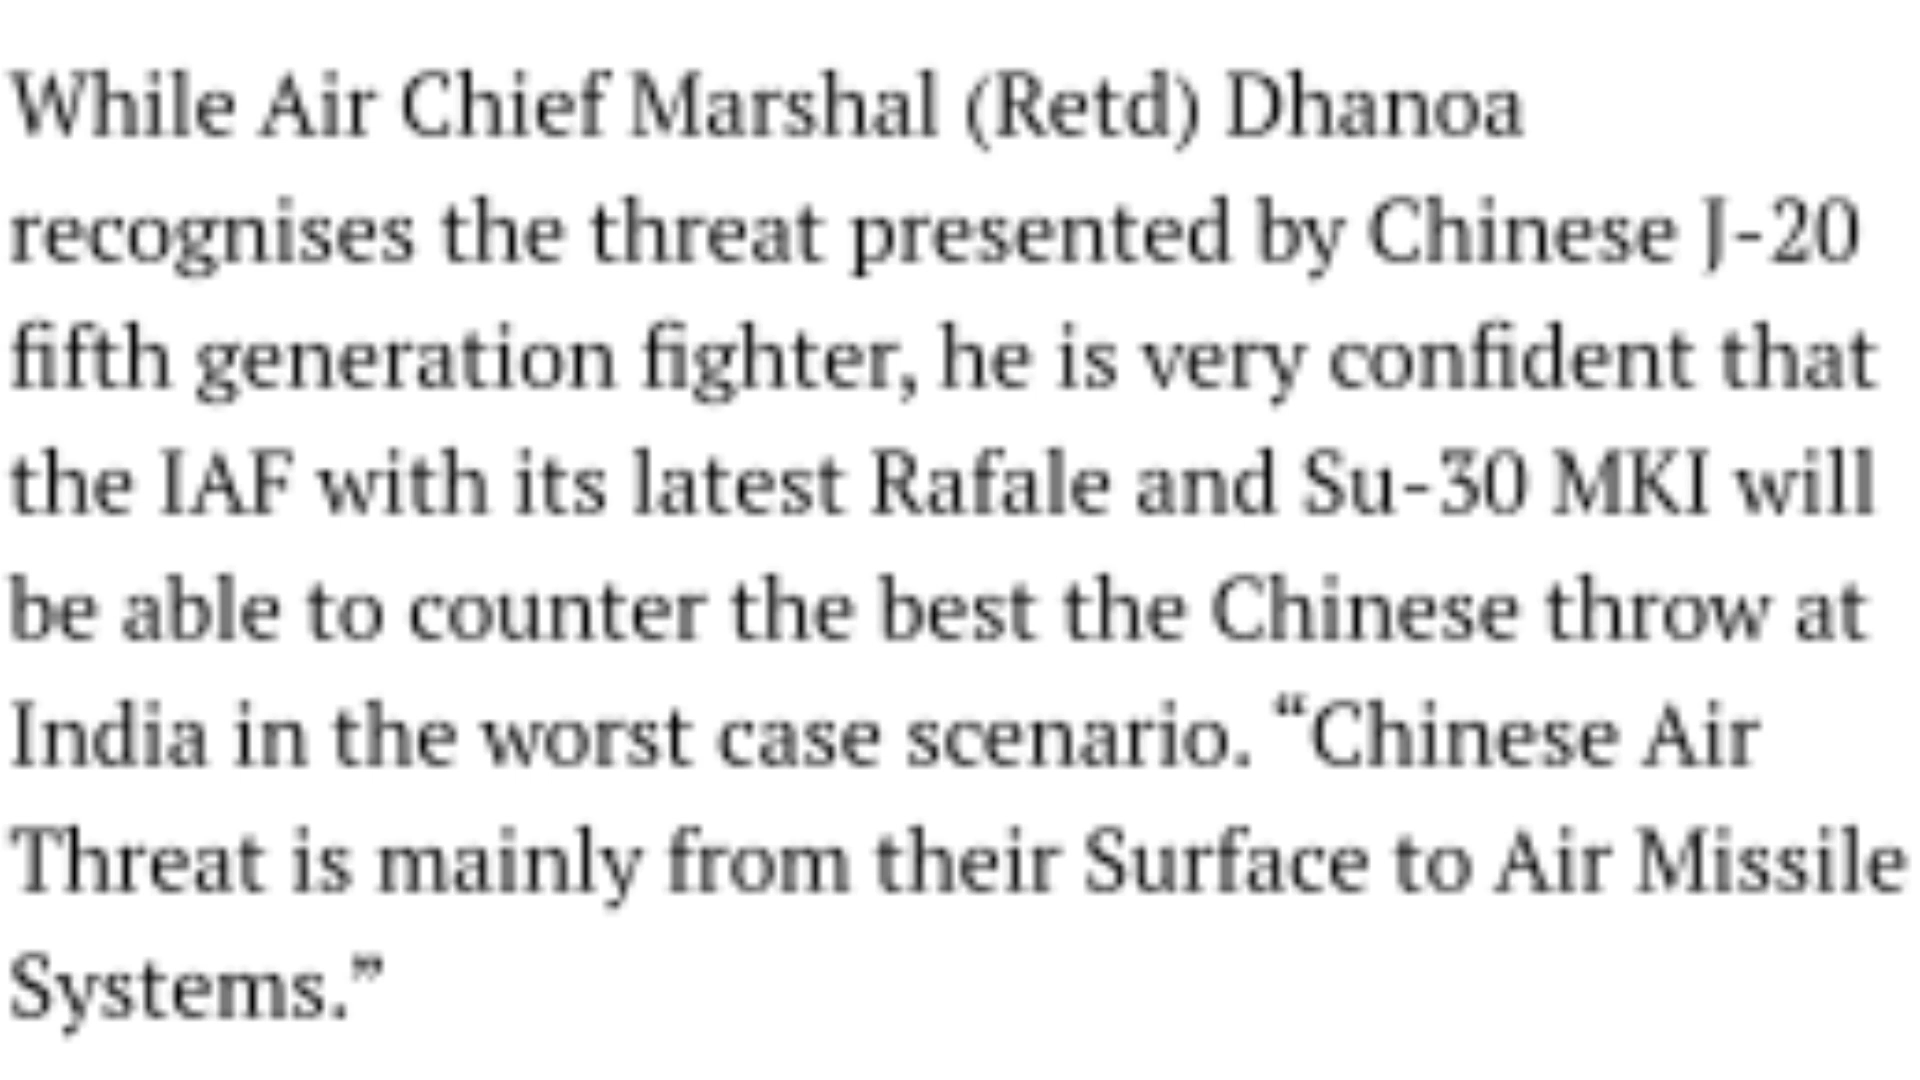 While Air Chief Marshal (Retd) Dhanoa
recognises the threat presented by Chinese J-20
fifth generation fighter, he is very confident that
the IAF with its latest Rafale and Su-30 MKI will
be able to counter the best the Chinese throw at
India in the worst case scenario. “Chinese Air
Threat is mainly from their Surface to Air Missile
Systems.”